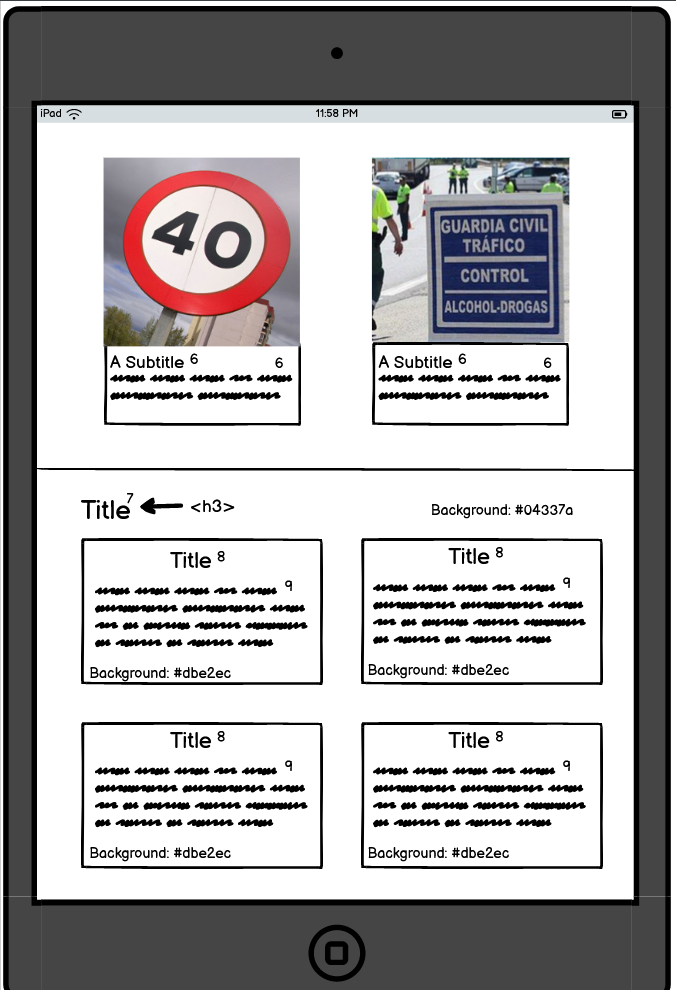 iPad 11:58 PM
40
GUARDIA CIVIL
TRÁFICO
CONTROL
ALCOHOL-DROGAS
A Subtitle 6 6
A Subtitle 6 6
Title 7 <h3> Background: #04337a
Title 8
9
Background: #dbe2ec
Title 8
9
Background: #dbe2ec
Title 8
9
Background: #dbe2ec
Title 8
9
Background: #dbe2ec